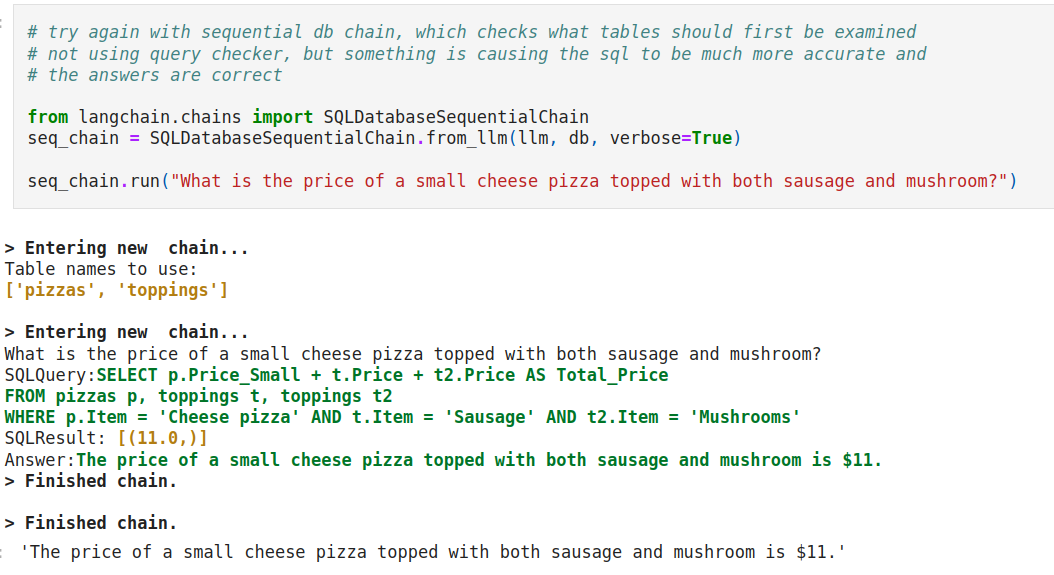 # try again with sequential db chain, which checks what tables should first be examined
# not using query checker, but something is causing the sql to be much more accurate and
# the answers are correct
from langchain.chains import SQLDatabaseSequentialChain
seq_chain = SQLDatabaseSequentialChain.from_llm(llm, db, verbose=True)
seq_chain.run("What is the price of a small cheese pizza topped with both sausage and mushroom?")
> Entering new  chain...
Table names to use:
['pizzas', 'toppings']
> Entering new  chain...
What is the price of a small cheese pizza topped with both sausage and mushroom?
SQLQuery:SELECT p.Price_Small + t.Price + t2.Price AS Total_Price
FROM pizzas p, toppings t, toppings t2
WHERE p.Item = 'Cheese pizza' AND t.Item = 'Sausage' AND t2.Item = 'Mushrooms'
SQLResult: [(11.0,)]
Answer:The price of a small cheese pizza topped with both sausage and mushroom is $11.
> Finished chain.
> Finished chain.
'The price of a small cheese pizza topped with both sausage and mushroom is $11.'